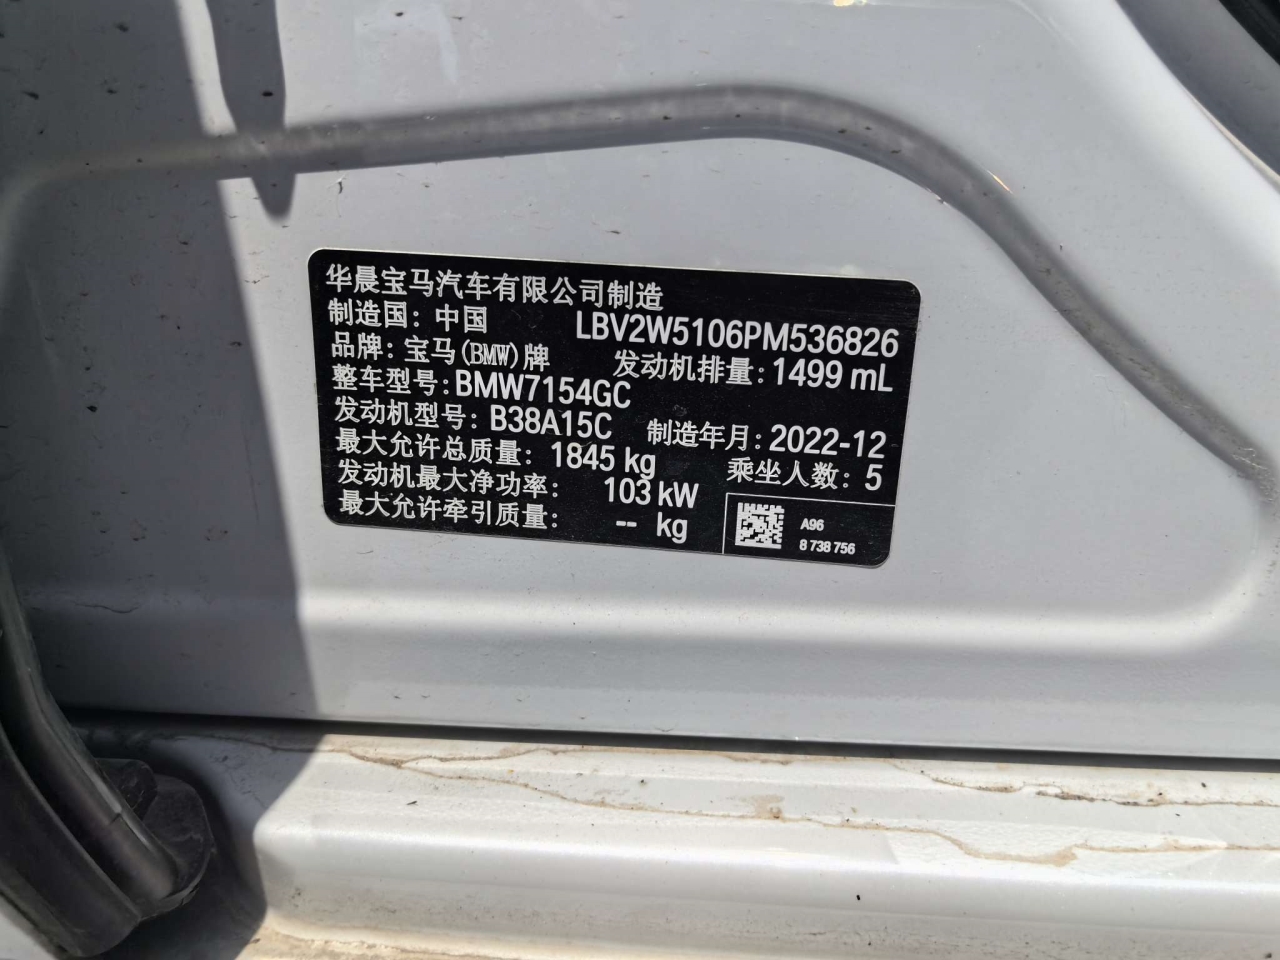 华晨宝马汽车有限公司制造
制造国: 中国 LBV2W5106PM536826
品牌: 宝马(BMW)牌 发动机排量: 1499 mL
整车型号: BMW7154GC
发动机型号: B38A15C 制造年月: 2022-12
最大允许总质量: 1845 kg 乘坐人数: 5
发动机最大净功率: 103 kW
最大允许牵引质量: -- kg
A96
8 738 756